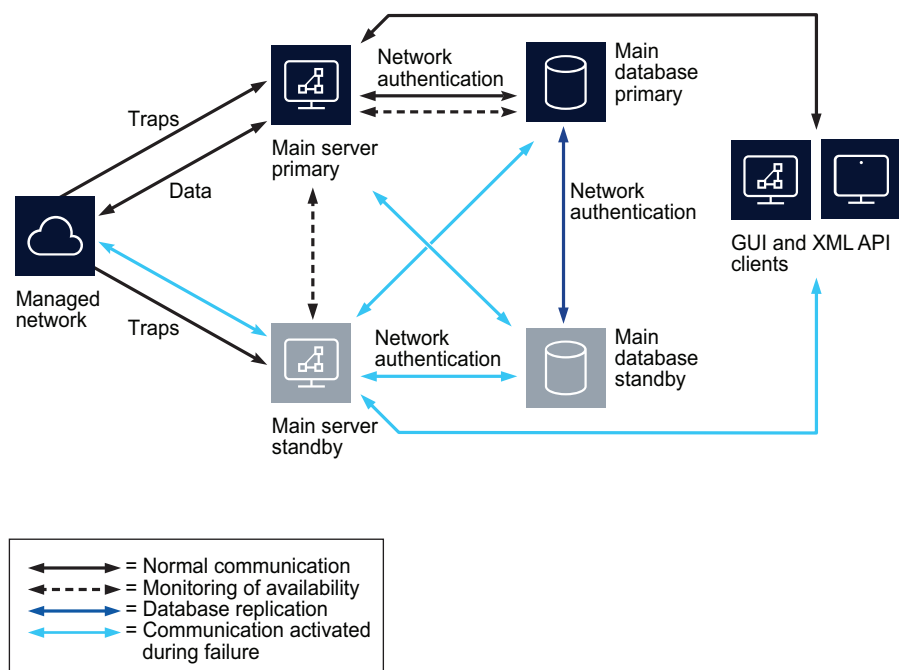 Network
authentication
Main
database
primary
Traps
Main server
primary
Data
Network
authentication
GUI and XML API
clients
Managed
network
Traps
Network
authentication
Main
database
standby
Main server
standby
= Normal communication
= Monitoring of availability
= Database replication
= Communication activated
during failure